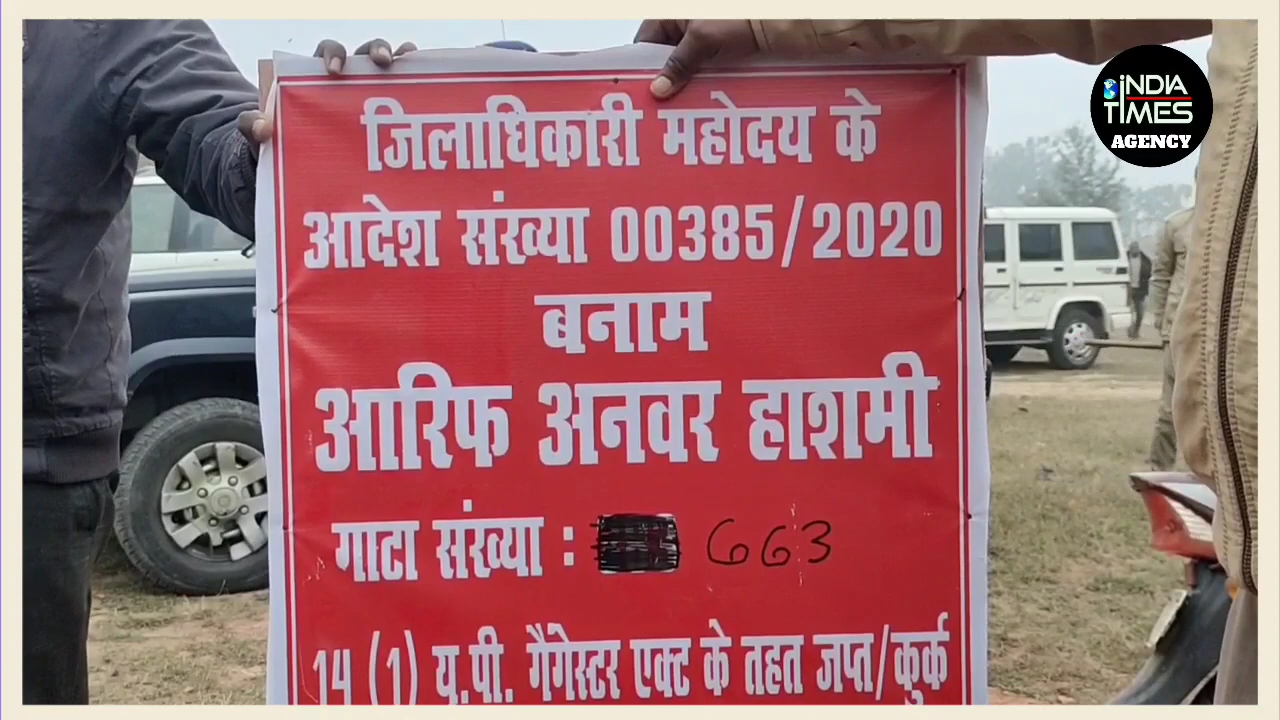 जिलाधिकारी महोदय के
आदेश संख्या 00385/2020
बनाम
आरिफ अनवर हाशमी
गाटा संख्या : 663
14 (1) यू.पी. गैंगेस्टर एक्ट के तहत जप्त/कुर्क
INDIA
TIMES
AGENCY